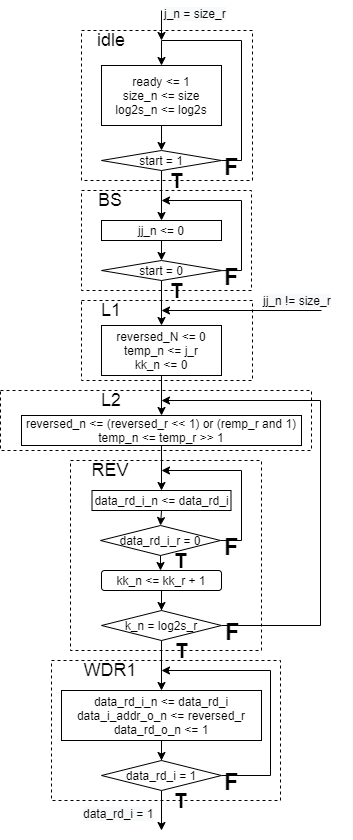 j_n = size_r
idle
ready <= 1
size_n <= size
log2s_n <= log2s
start = 1
F
T
BS
jj_n <= 0
start = 0
F
T
jj_n != size_r
L1
reversed_N <= 0
temp_n <= j_r
kk_n <= 0
L2
reversed_n <= (reversed_r << 1) or (remp_r and 1)
temp_n <= temp_r >> 1
REV
data_rd_i_n <= data_rd_i
data_rd_i_r = 0
F
T
kk_n <= kk_r + 1
k_n = log2s_r
F
T
WDR1
data_rd_i_n <= data_rd_i
data_i_addr_o_n <= reversed_r
data_rd_o_n <= 1
data_rd_i = 1
F
T
data_rd_i = 1